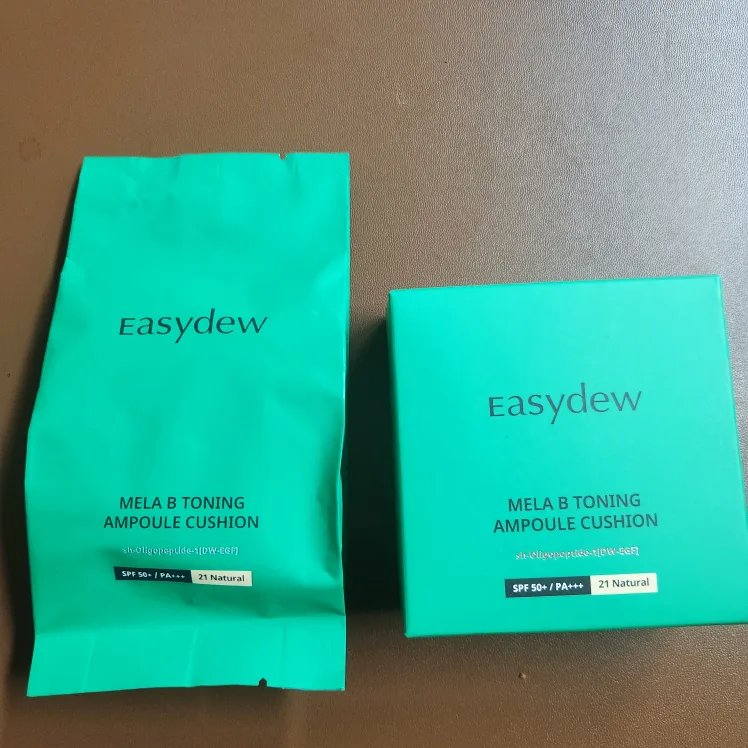 Easydew
MELA B TONING
AMPOULE CUSHION
sh-Oligopeptide-1[DW-EGF]
SPF 50+ / PA+++ 21 Natural
Easydew
MELA B TONING
AMPOULE CUSHION
sh-Oligopeptide-1[DW-EGF]
SPF 50+ / PA+++ 21 Natural